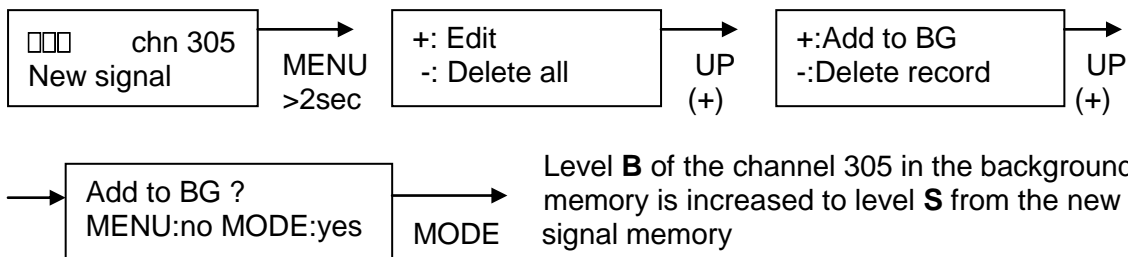 □□□ chn 305
New signal
MENU
>2sec
+: Edit
-: Delete all
UP
(+)
+:Add to BG
-:Delete record
UP
(+)
Add to BG ?
MENU:no MODE:yes
MODE
Level B of the channel 305 in the background
memory is increased to level S from the new
signal memory